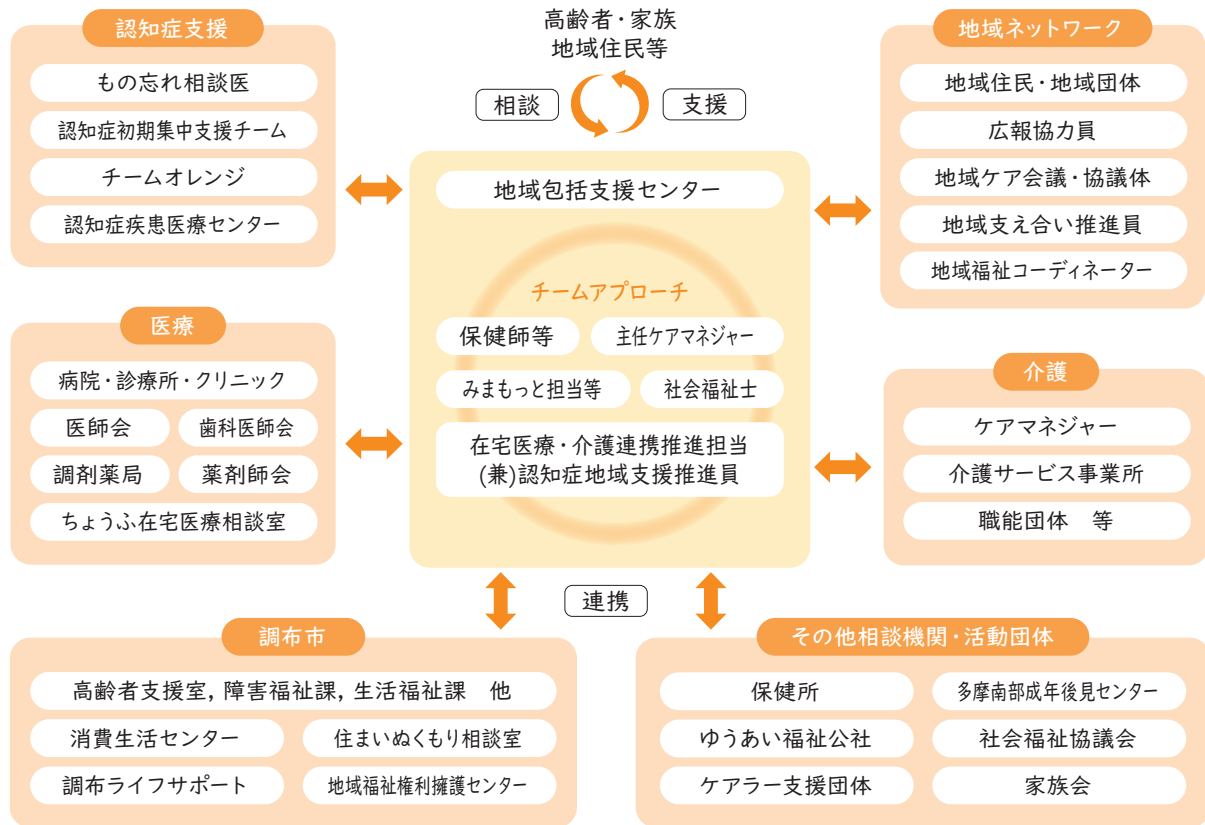 高齢者・家族
地域住民等
相談
支援
認知症支援
もの忘れ相談医
認知症初期集中支援チーム
チームオレンジ
認知症疾患医療センター
地域ネットワーク
地域住民・地域団体
広報協力員
地域ケア会議・協議体
地域支え合い推進員
地域福祉コーディネーター
地域包括支援センター
チームアプローチ
保健師等
主任ケアマネジャー
みまもっと担当等
社会福祉士
在宅医療・介護連携推進担当
(兼)認知症地域支援推進員
医療
病院・診療所・クリニック
医師会
歯科医師会
調剤薬局
薬剤師会
ちょうふ在宅医療相談室
介護
ケアマネジャー
介護サービス事業所
職能団体 等
連携
調布市
高齢者支援室, 障害福祉課, 生活福祉課 他
消費生活センター
住まいぬくもり相談室
調布ライフサポート
地域福祉権利擁護センター
その他相談機関・活動団体
保健所
多摩南部成年後見センター
ゆうあい福祉公社
社会福祉協議会
ケアラー支援団体
家族会